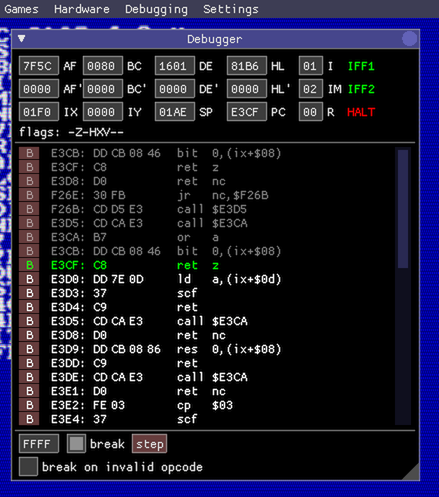 Games Hardware Debugging Settings
Debugger
7F5C AF 0080 BC 1601 DE 81B6 HL 01 I IFF1
0000 AF' 0000 BC' 0000 DE' 0000 HL' 02 IM IFF2
01F0 IX 0000 IY 01AE SP E3CF PC 00 R HALT
flags: -Z-HXV--
B E3CB: DD CB 08 46 bit 0,(ix+$08)
B E3CF: C8 ret z
B E3D8: D0 ret nc
B F26E: 30 FB jr nc,$F26B
B F26B: CD D5 E3 call $E3D5
B E3D5: CD CA E3 call $E3CA
B E3CA: B7 or a
B E3CB: DD CB 08 46 bit 0,(ix+$08)
B E3CF: C8 ret z
B E3D0: DD 7E 0D ld a,(ix+$0d)
B E3D3: 37 scf
B E3D4: C9 ret
B E3D5: CD CA E3 call $E3CA
B E3D8: D0 ret nc
B E3D9: DD CB 08 86 res 0,(ix+$08)
B E3DD: C9 ret
B E3DE: CD CA E3 call $E3CA
B E3E1: D0 ret nc
B E3E2: FE 03 cp $03
B E3E4: 37 scf
FFFF break step
break on invalid opcode